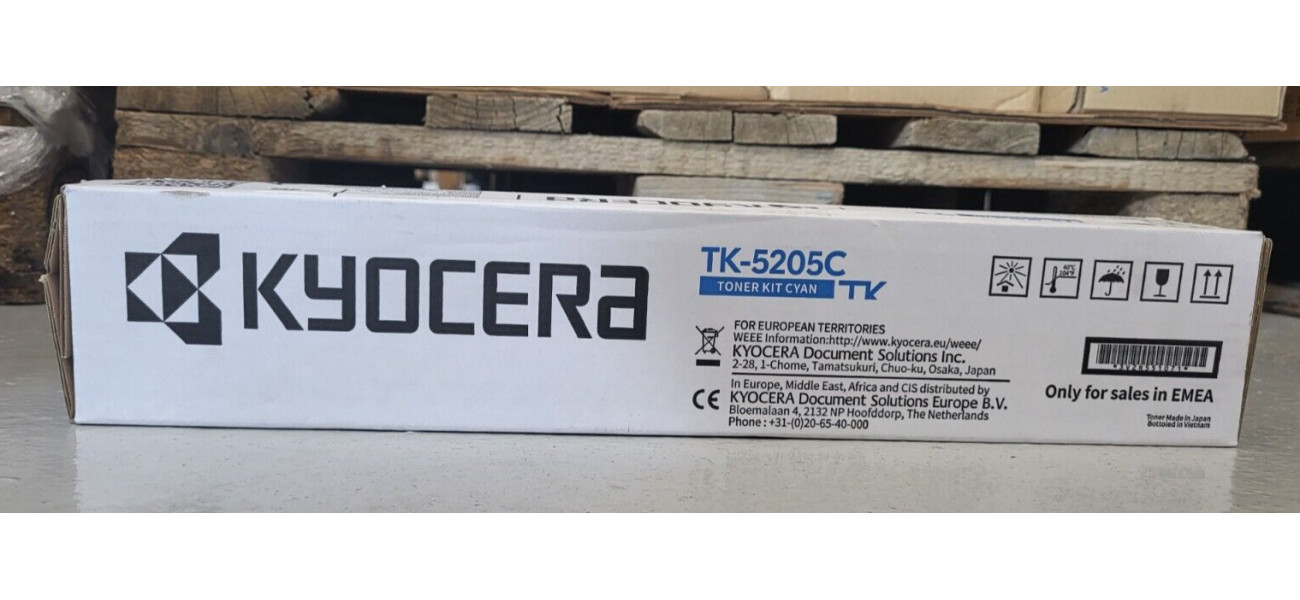 KYOCERA
TK-5205C
TONER KIT CYAN TK
40°C
104°F
FOR EUROPEAN TERRITORIES
WEEE Information:http://www.kyocera.eu/weee/
KYOCERA Document Solutions Inc.
2-28, 1-Chome, Tamatsukuri, Chuo-ku, Osaka, Japan
In Europe, Middle East, Africa and CIS distributed by
KYOCERA Document Solutions Europe B.V.
Bloemalaan 4, 2132 NP Hoofddorp, The Netherlands
Phone : +31-(0)20-65-40-000
CE
Only for sales in EMEA
Toner Made in Japan
Bottoled in Vietnam